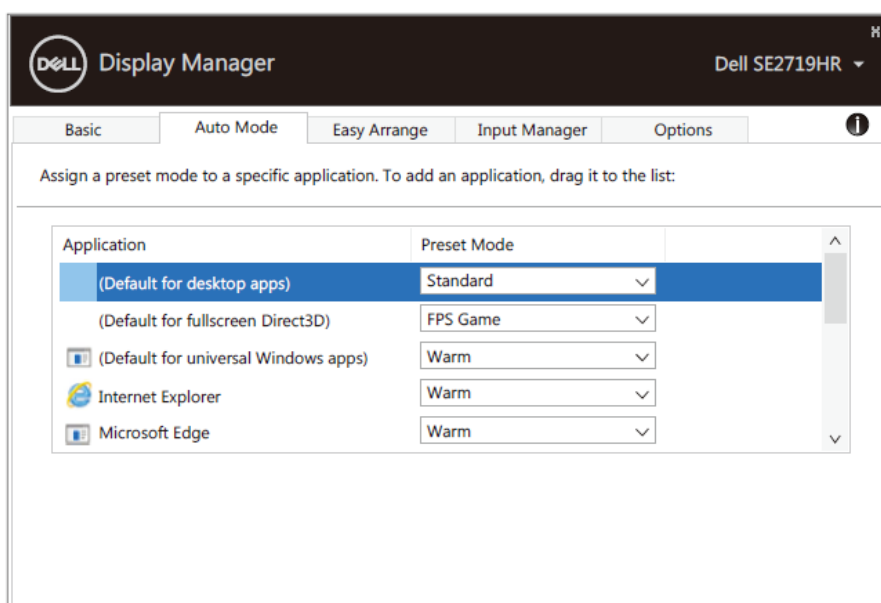 DELL Display Manager
Dell SE2719HR
Basic Auto Mode Easy Arrange Input Manager Options
Assign a preset mode to a specific application. To add an application, drag it to the list:
Application Preset Mode
(Default for desktop apps) Standard
(Default for fullscreen Direct3D) FPS Game
(Default for universal Windows apps) Warm
Internet Explorer Warm
Microsoft Edge Warm